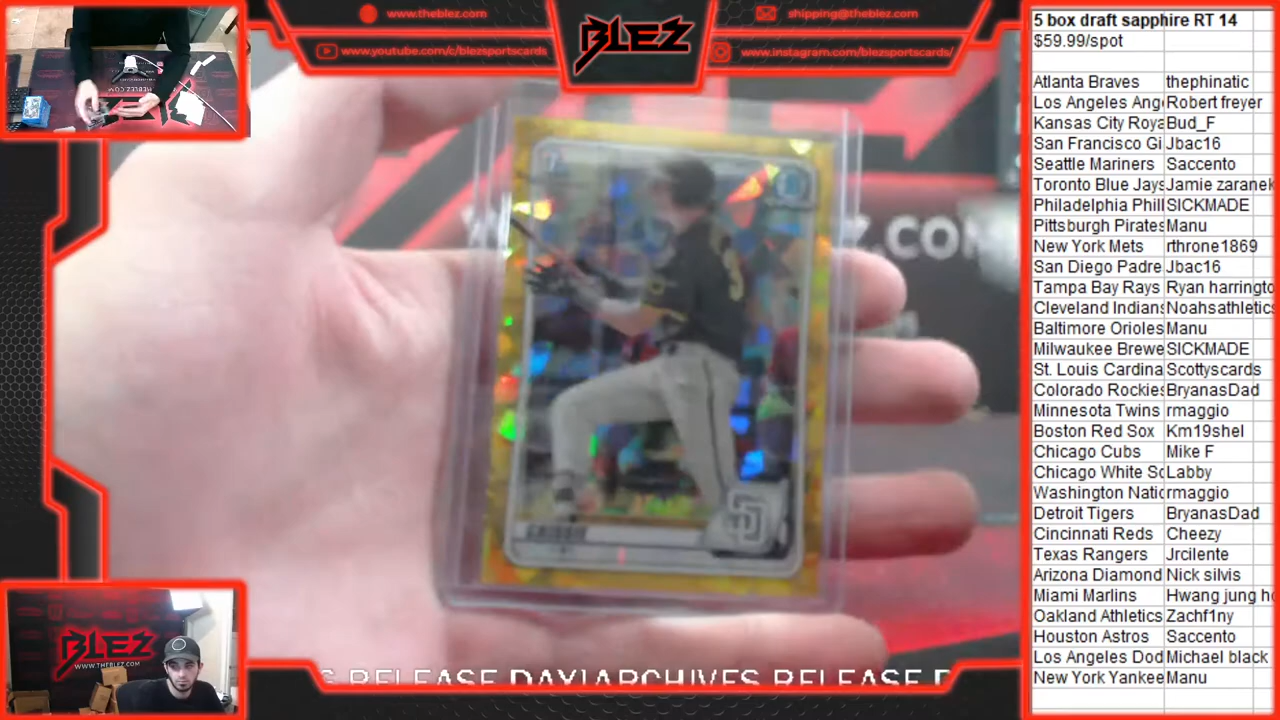 www.theblez.com
shipping@theblez.com
www.youtube.com/c/blezsportscards
www.instagram.com/blezsportscards/
BLEZ
5 box draft sapphire RT 14
$59.99/spot
Atlanta Braves thephinatic
Los Angeles Ang Robert freyer
Kansas City Roya Bud_F
San Francisco Gi Jbac16
Seattle Mariners Saccento
Toronto Blue Jays Jamie zaranek
Philadelphia Phill SICKMADE
Pittsburgh Pirates Manu
New York Mets rthrone1869
San Diego Padre Jbac16
Tampa Bay Rays Ryan harringto
Cleveland Indians Noahsathletics
Baltimore Orioles Manu
Milwaukee Brewe SICKMADE
St. Louis Cardina Scottyscards
Colorado Rockies BryanasDad
Minnesota Twins rmaggio
Boston Red Sox Km19shel
Chicago Cubs Mike F
Chicago White So Labby
Washington Natio rmaggio
Detroit Tigers BryanasDad
Cincinnati Reds Cheezy
Texas Rangers Jrcilente
Arizona Diamond Nick silvis
Miami Marlins Hwang jung h
Oakland Athletics Zachf1ny
Houston Astros Saccento
Los Angeles Dod Michael black
New York Yankee Manu
.COM
SD
BLEZ
WWW.THEBLEZ.COM
RELEASE DAY! ARCHIVES RELEASE